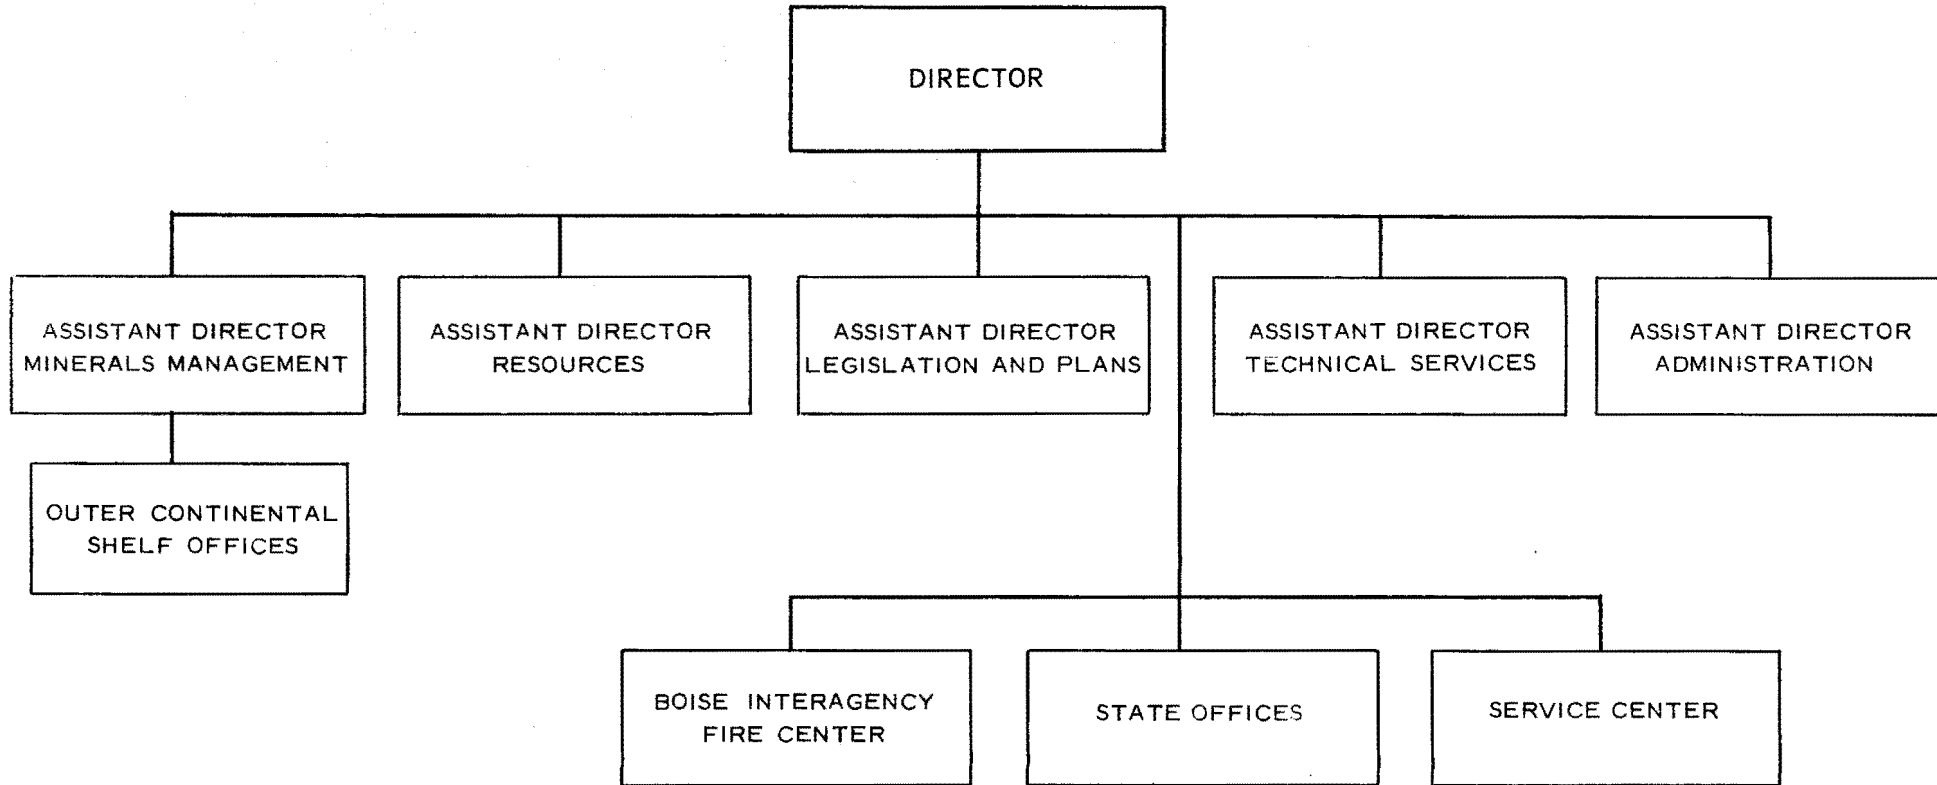 DIRECTOR
ASSISTANT DIRECTOR
MINERALS MANAGEMENT
ASSISTANT DIRECTOR
RESOURCES
ASSISTANT DIRECTOR
LEGISLATION AND PLANS
ASSISTANT DIRECTOR
TECHNICAL SERVICES
ASSISTANT DIRECTOR
ADMINISTRATION
OUTER CONTINENTAL
SHELF OFFICES
BOISE INTERAGENCY
FIRE CENTER
STATE OFFICES
SERVICE CENTER